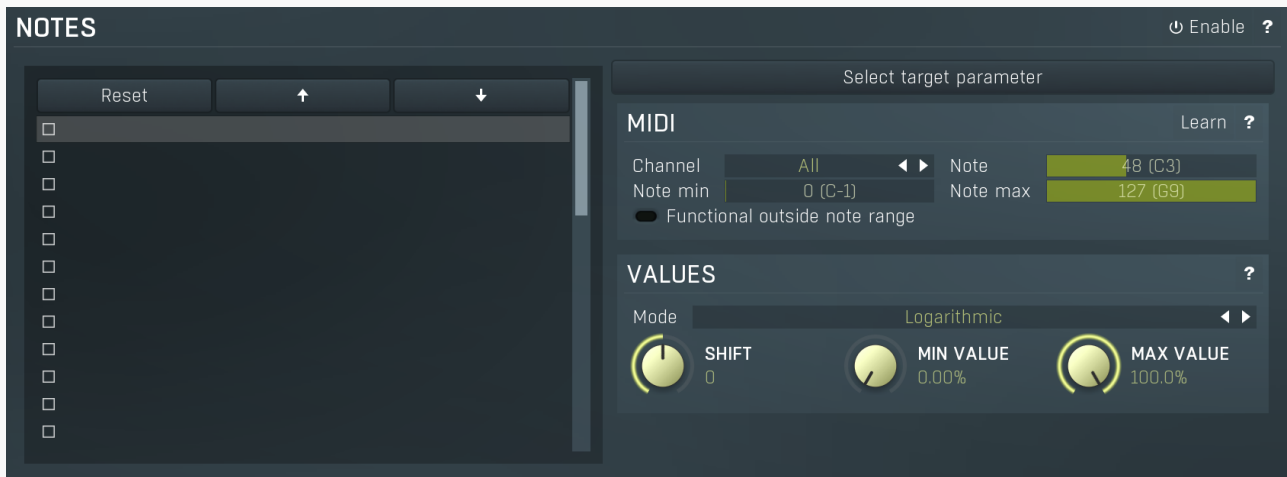 NOTES
Enable ?
Reset
Select target parameter
MIDI
Learn ?
Channel All Note 48 (C3)
Note min 0 (C-1) Note max 127 (G9)
Functional outside note range
VALUES
?
Mode Logarithmic
SHIFT
0
MIN VALUE
0.00%
MAX VALUE
100.0%